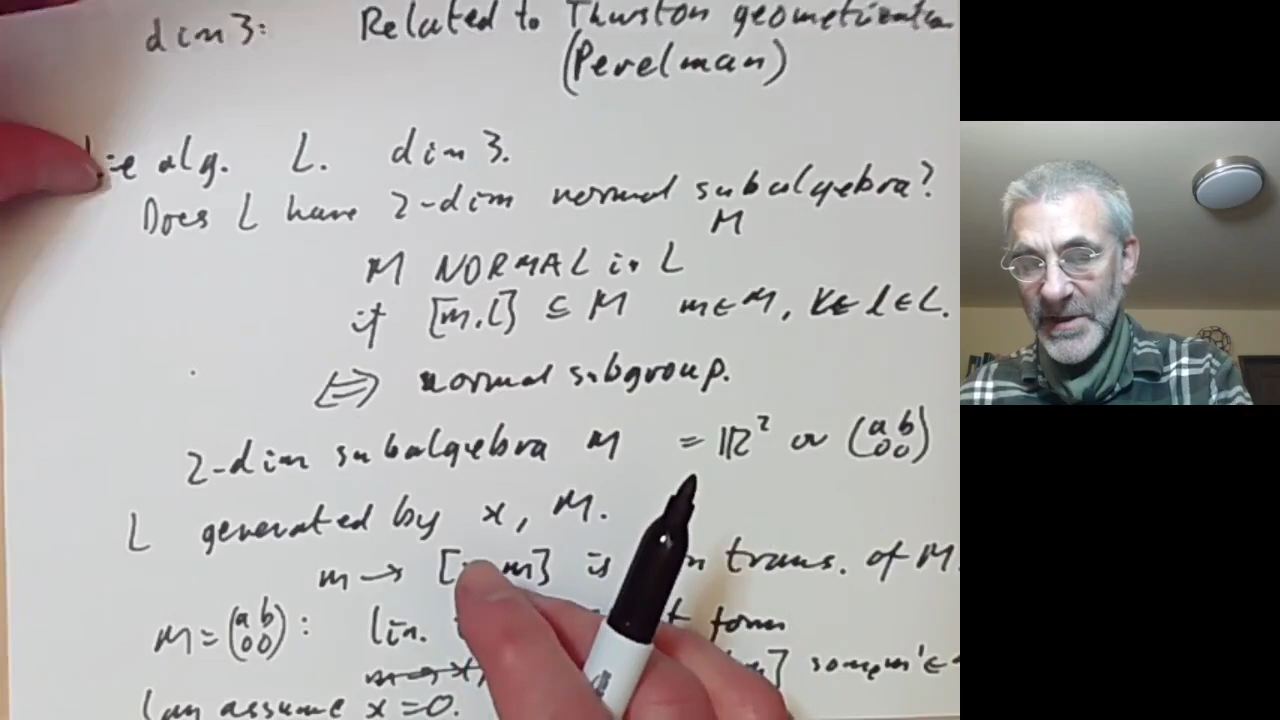 dim 3: Related to Thurston geometrization
(Perelman)
Lie alg. L. dim 3.
Does L have 2-dim normal subalgebra?
M
M NORMAL in L
if [m,l] ⊆ M m∈M, l∈L.
⟺ normal subgroup.
2-dim subalgebra M = ℝ² or (a b 0 0)
L generated by x, M.
m → [ m] is trans. of M.
M = (a b 0 0): lin. form
m → x ] some m'∈
Can assume x = 0.